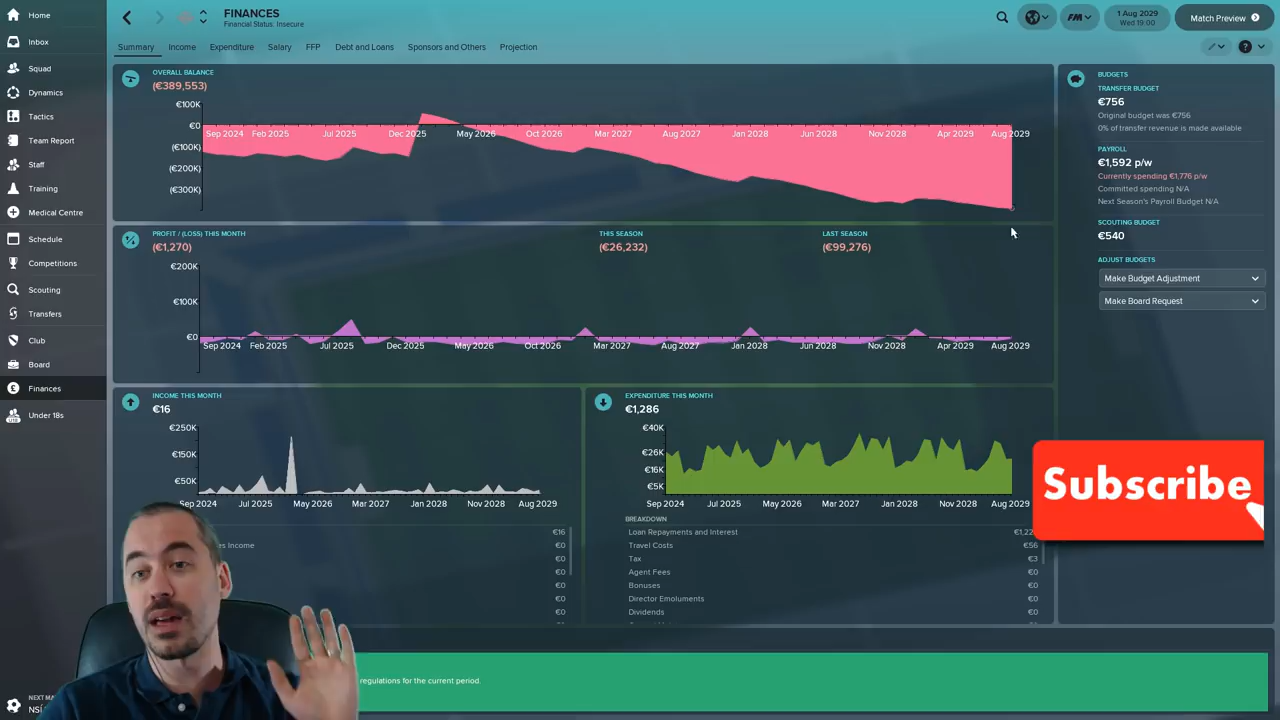 Home
FINANCES
Financial Status: Insecure
1 Aug 2029
Wed 19:00
FM
Match Preview
Inbox
Squad
Dynamics
Tactics
Team Report
Staff
Training
Medical Centre
Schedule
Competitions
Scouting
Transfers
Club
Board
Finances
Under 18s
Summary
Income
Expenditure
Salary
FFP
Debt and Loans
Sponsors and Others
Projection
?
OVERALL BALANCE
(€389,553)
€100K
€0
(€100K)
(€200K)
(€300K)
Sep 2024 Feb 2025 Jul 2025 Dec 2025 May 2026 Oct 2026 Mar 2027 Aug 2027 Jan 2028 Jun 2028 Nov 2028 Apr 2029 Aug 2029
PROFIT / (LOSS) THIS MONTH
(€1,270)
THIS SEASON
(€26,232)
LAST SEASON
(€99,276)
€200K
€100K
€0
Sep 2024 Feb 2025 Jul 2025 Dec 2025 May 2026 Oct 2026 Mar 2027 Aug 2027 Jan 2028 Jun 2028 Nov 2028 Apr 2029 Aug 2029
INCOME THIS MONTH
€16
€250K
€150K
€50K
Sep 2024 Jul 2025 May 2026 Mar 2027 Jan 2028 Nov 2028 Aug 2029
€16
es Income €0
€0
€0
€0
€0
€0
EXPENDITURE THIS MONTH
€1,286
€40K
€26K
€16K
€5K
Sep 2024 Jul 2025 May 2026 Mar 2027 Jan 2028 Nov 2028 Aug 2029
BREAKDOWN
Loan Repayments and Interest €1,22
Travel Costs €56
Tax €3
Agent Fees €0
Bonuses €0
Director Emoluments €0
Dividends €0
BUDGETS
TRANSFER BUDGET
€756
Original budget was €756
0% of transfer revenue is made available
PAYROLL
€1,592 p/w
Currently spending €1,776 p/w
Committed spending N/A
Next Season's Payroll Budget N/A
SCOUTING BUDGET
€540
ADJUST BUDGETS
Make Budget Adjustment
Make Board Request
Subscribe
regulations for the current period.
NEXT MA